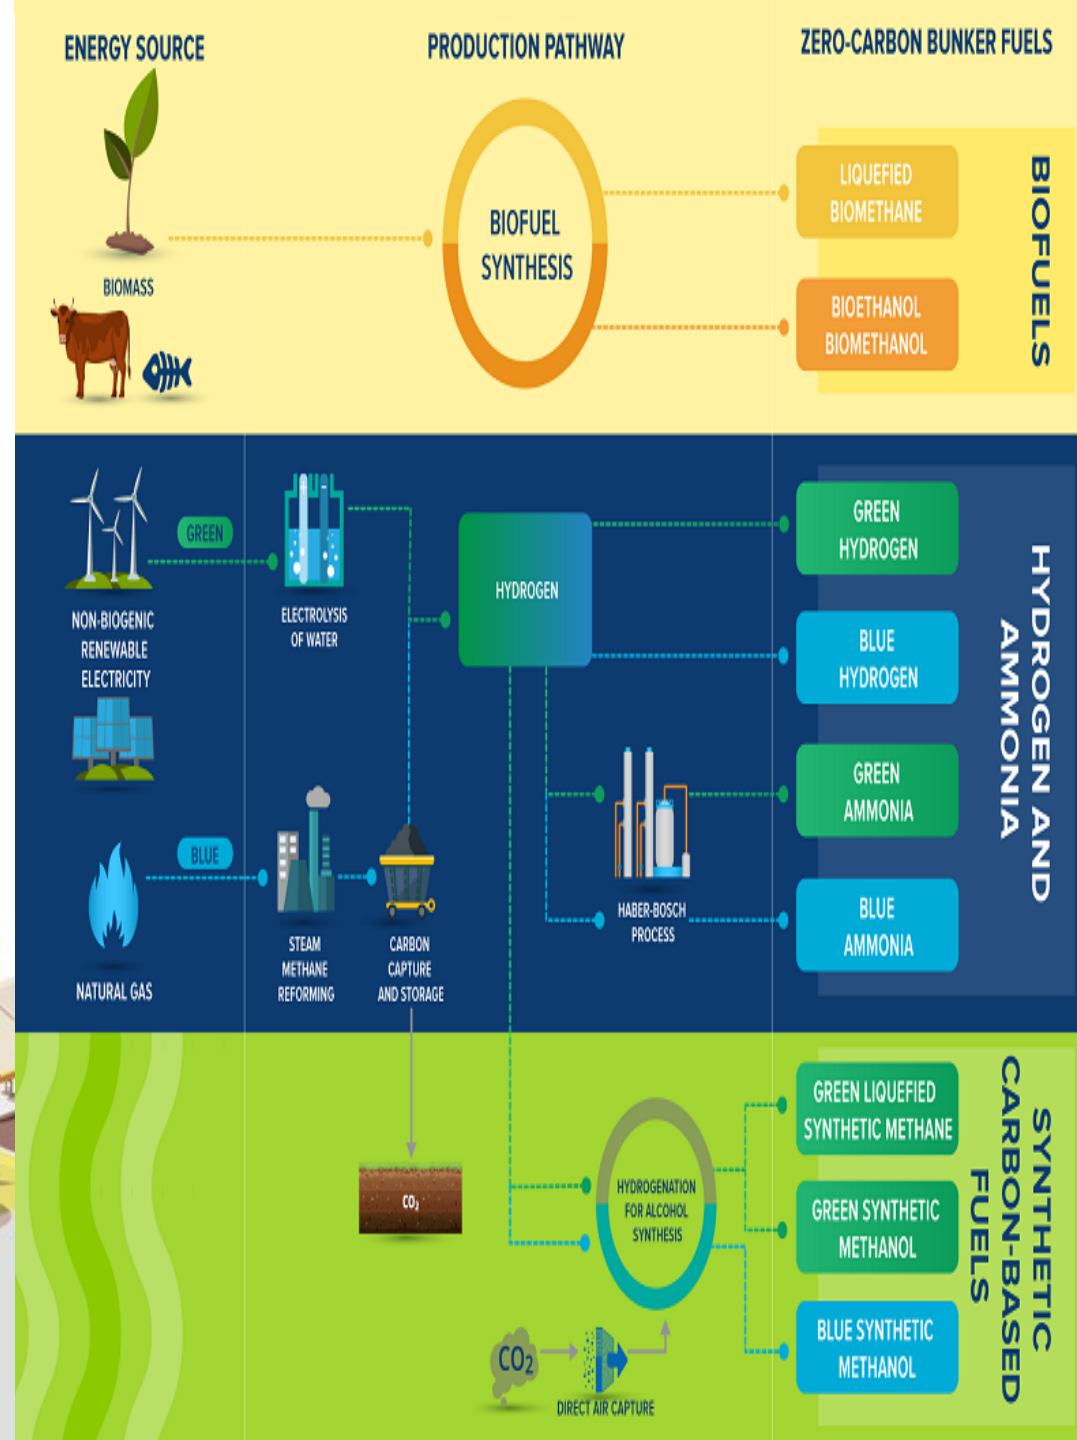 ENERGY SOURCE
PRODUCTION PATHWAY
ZERO-CARBON BUNKER FUELS
BIOMASS
BIOFUEL
SYNTHESIS
LIQUEFIED
BIOMETHANE
BIOETHANOL
BIOMETHANOL
BIOFUELS
GREEN
NON-BIOGENIC
RENEWABLE
ELECTRICITY
ELECTROLYSIS
OF WATER
HYDROGEN
GREEN
HYDROGEN
BLUE
HYDROGEN
GREEN
AMMONIA
BLUE
AMMONIA
HYDROGEN AND
AMMONIA
BLUE
NATURAL GAS
STEAM
METHANE
REFORMING
CARBON
CAPTURE
AND STORAGE
HABER-BOSCH
PROCESS
CO₂
HYDROGENATION
FOR ALCOHOL
SYNTHESIS
CO₂
DIRECT AIR CAPTURE
GREEN LIQUEFIED
SYNTHETIC METHANE
GREEN SYNTHETIC
METHANOL
BLUE SYNTHETIC
METHANOL
SYNTHETIC
CARBON-BASED
FUELS